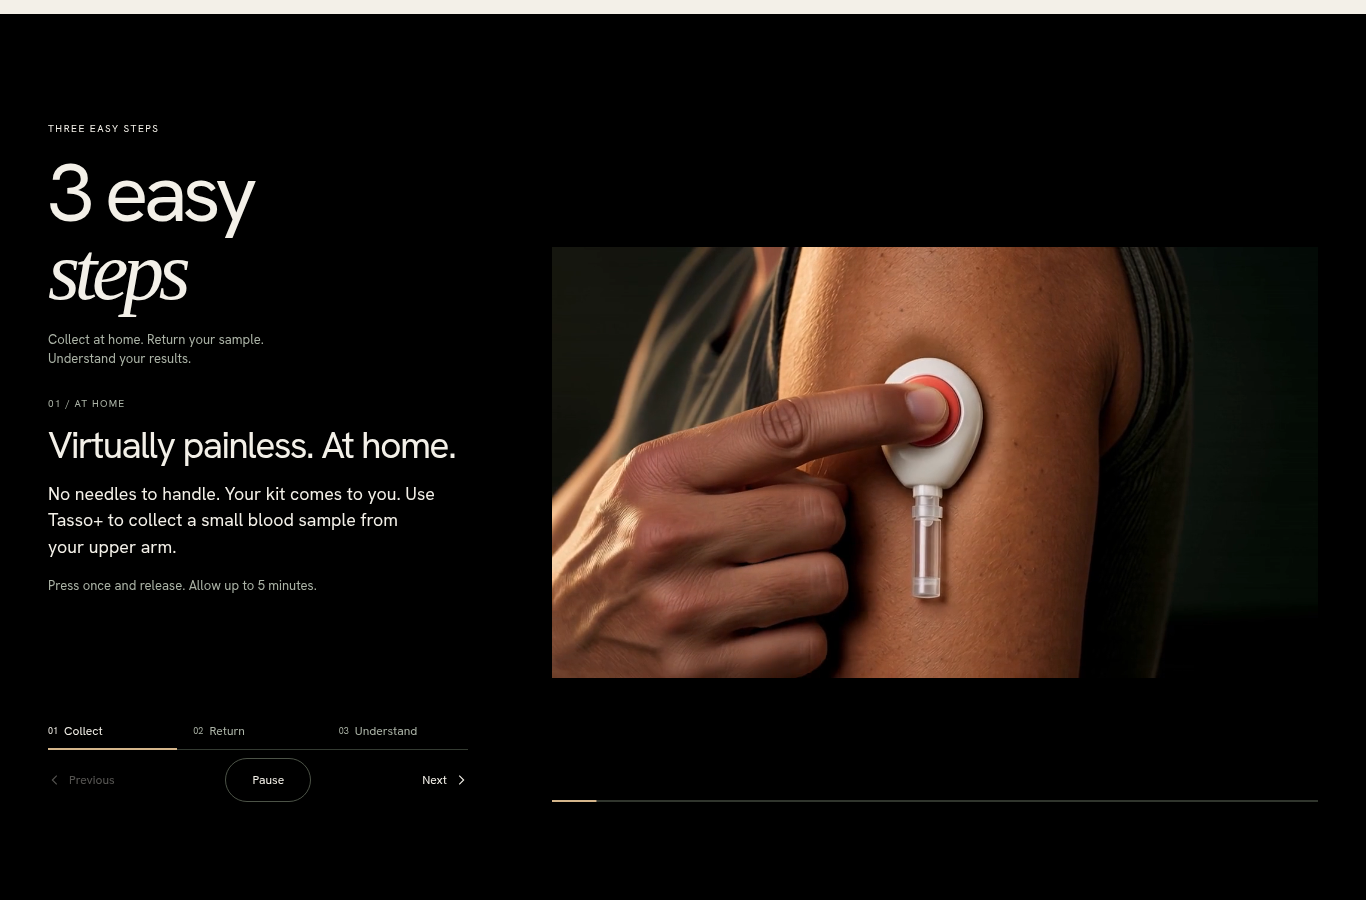 THREE EASY STEPS
3 easy
steps
Collect at home. Return your sample.
Understand your results.
01 / AT HOME
Virtually painless. At home.
No needles to handle. Your kit comes to you. Use
Tasso+ to collect a small blood sample from
your upper arm.
Press once and release. Allow up to 5 minutes.
01 Collect
02 Return
03 Understand
Previous
Pause
Next